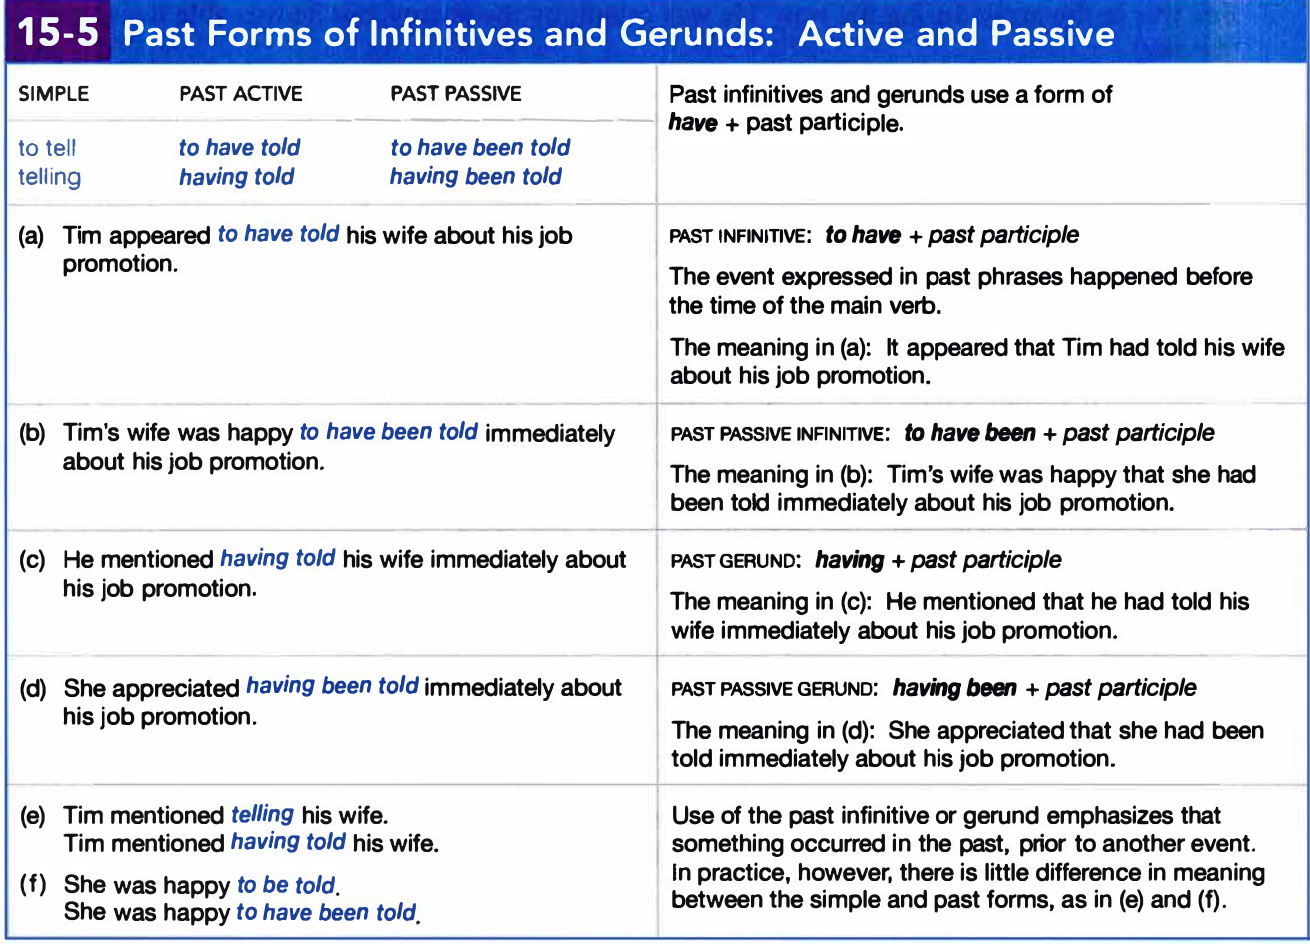 15-5 Past Forms of Infinitives and Gerunds: Active and Passive
SIMPLE PAST ACTIVE PAST PASSIVE
to tell to have told to have been told
telling having told having been told
Past infinitives and gerunds use a form of
have + past participle.
(a) Tim appeared to have told his wife about his job
promotion.
PAST INFINITIVE: to have + past participle
The event expressed in past phrases happened before
the time of the main verb.
The meaning in (a): It appeared that Tim had told his wife
about his job promotion.
(b) Tim's wife was happy to have been told immediately
about his job promotion.
PAST PASSIVE INFINITIVE: to have been + past participle
The meaning in (b): Tim's wife was happy that she had
been told immediately about his job promotion.
(c) He mentioned having told his wife immediately about
his job promotion.
PAST GERUND: having + past participle
The meaning in (c): He mentioned that he had told his
wife immediately about his job promotion.
(d) She appreciated having been told immediately about
his job promotion.
PAST PASSIVE GERUND: having been + past participle
The meaning in (d): She appreciated that she had been
told immediately about his job promotion.
(e) Tim mentioned telling his wife.
Tim mentioned having told his wife.
(f) She was happy to be told.
She was happy to have been told.
Use of the past infinitive or gerund emphasizes that
something occurred in the past, prior to another event.
In practice, however, there is little difference in meaning
between the simple and past forms, as in (e) and (f).